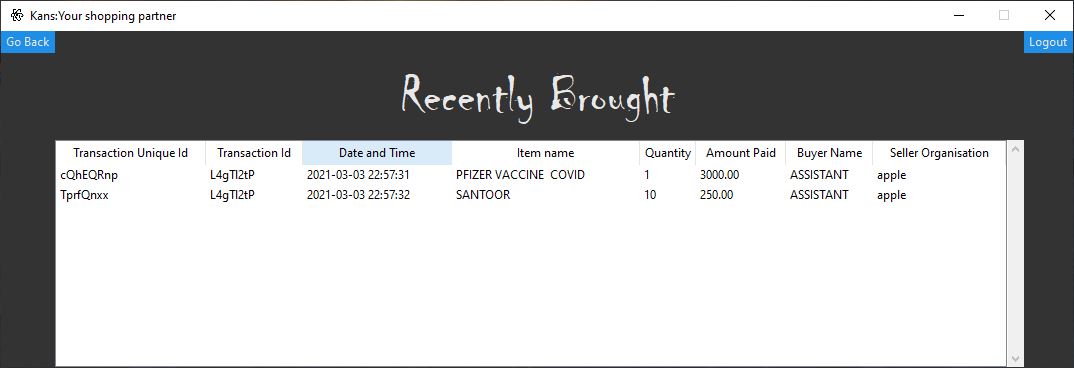 Kans:Your shopping partner
Go Back Logout
Recently Brought
Transaction Unique Id Transaction Id Date and Time Item name Quantity Amount Paid Buyer Name Seller Organisation
cQhEQRnp L4gTl2tP 2021-03-03 22:57:31 PFIZER VACCINE  COVID 1 3000.00 ASSISTANT apple
TprfQnxx L4gTl2tP 2021-03-03 22:57:32 SANTOOR 10 250.00 ASSISTANT apple